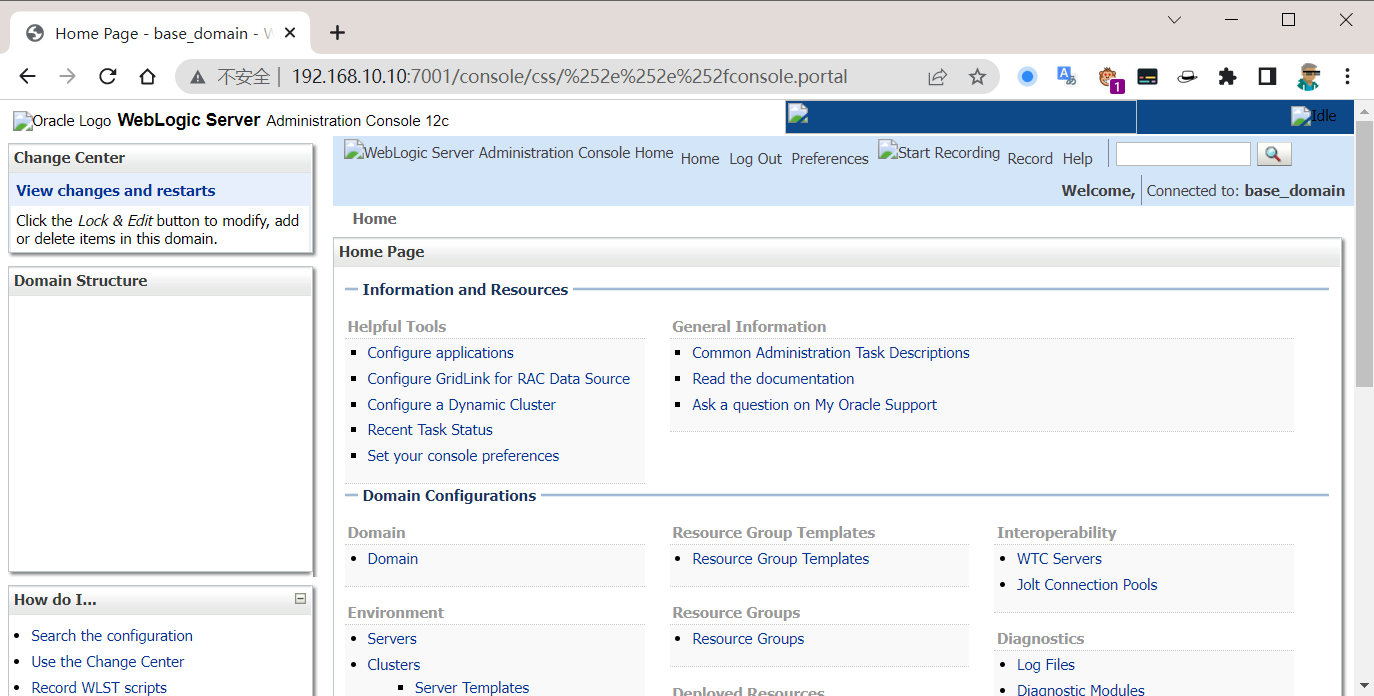 Home Page - base_domain - W
不安全 192.168.10.10:7001/console/css/%252e%252e%252fconsole.portal
1
Oracle Logo WebLogic Server Administration Console 12c
Idle
Change Center
View changes and restarts
Click the Lock & Edit button to modify, add
or delete items in this domain.
Domain Structure
How do I...
Search the configuration
Use the Change Center
Record WLST scripts
WebLogic Server Administration Console Home Home Log Out Preferences Start Recording Record Help
Welcome, Connected to: base_domain
Home
Home Page
Information and Resources
Helpful Tools
Configure applications
Configure GridLink for RAC Data Source
Configure a Dynamic Cluster
Recent Task Status
Set your console preferences
General Information
Common Administration Task Descriptions
Read the documentation
Ask a question on My Oracle Support
Domain Configurations
Domain
Domain
Environment
Servers
Clusters
Server Templates
Resource Group Templates
Resource Group Templates
Resource Groups
Resource Groups
Deployed Resources
Interoperability
WTC Servers
Jolt Connection Pools
Diagnostics
Log Files
Diagnostic Modules